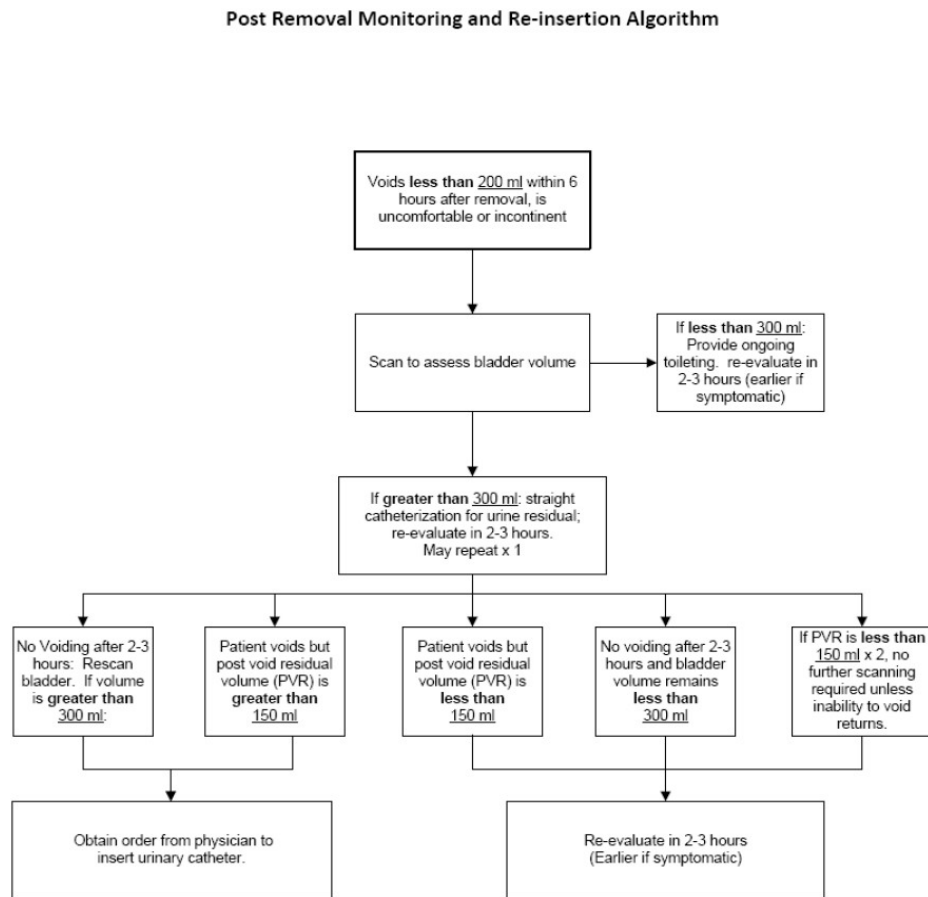 Post Removal Monitoring and Re-insertion Algorithm
Voids less than 200 ml within 6
hours after removal, is
uncomfortable or incontinent
Scan to assess bladder volume
If less than 300 ml:
Provide ongoing
toileting. re-evaluate in
2-3 hours (earlier if
symptomatic)
If greater than 300 ml: straight
catheterization for urine residual;
re-evaluate in 2-3 hours.
May repeat x 1
No Voiding after 2-3
hours: Rescan
bladder. If volume
is greater than
300 ml:
Patient voids but
post void residual
volume (PVR) is
greater than
150 ml
Patient voids but
post void residual
volume (PVR) is
less than
150 ml
No voiding after 2-3
hours and bladder
volume remains
less than
300 ml
If PVR is less than
150 ml x 2, no
further scanning
required unless
inability to void
returns.
Obtain order from physician to
insert urinary catheter.
Re-evaluate in 2-3 hours
(Earlier if symptomatic)